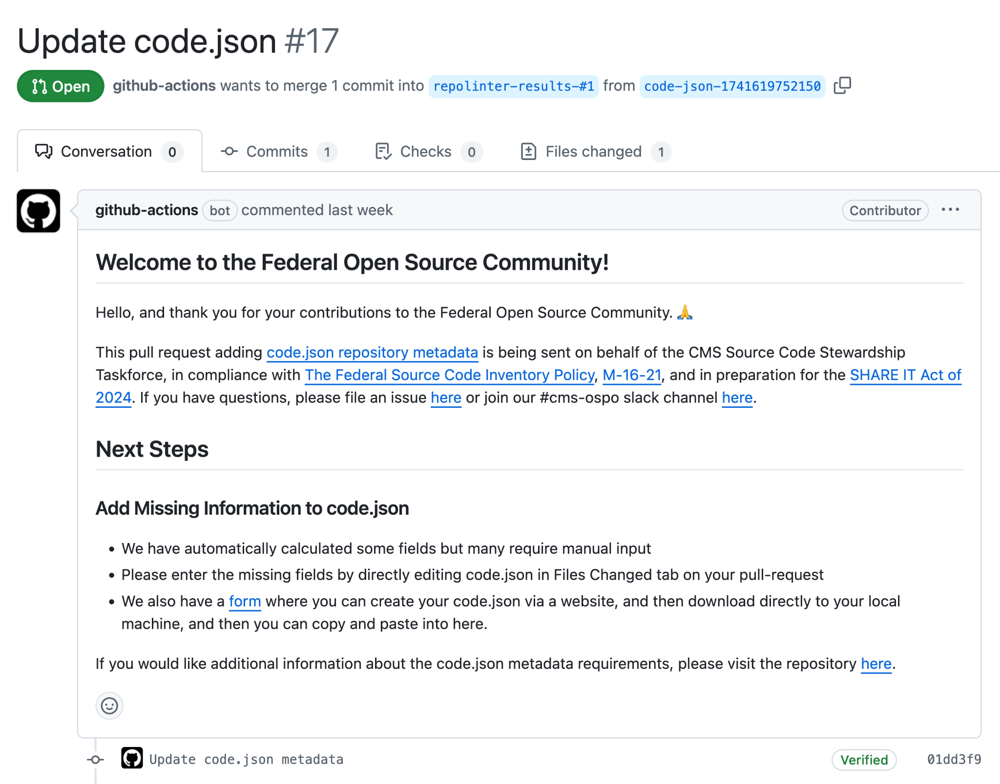 Update code.json #17
Open github-actions wants to merge 1 commit into repolinter-results-#1 from code-json-1741619752150
Conversation 0 Commits 1 Checks 0 Files changed 1
github-actions bot commented last week Contributor
Welcome to the Federal Open Source Community!
Hello, and thank you for your contributions to the Federal Open Source Community. 🙏
This pull request adding code.json repository metadata is being sent on behalf of the CMS Source Code Stewardship
Taskforce, in compliance with The Federal Source Code Inventory Policy, M-16-21, and in preparation for the SHARE IT Act of
2024. If you have questions, please file an issue here or join our #cms-ospo slack channel here.
Next Steps
Add Missing Information to code.json
• We have automatically calculated some fields but many require manual input
• Please enter the missing fields by directly editing code.json in Files Changed tab on your pull-request
• We also have a form where you can create your code.json via a website, and then download directly to your local
machine, and then you can copy and paste into here.
If you would like additional information about the code.json metadata requirements, please visit the repository here.
Update code.json metadata Verified 01dd3f9